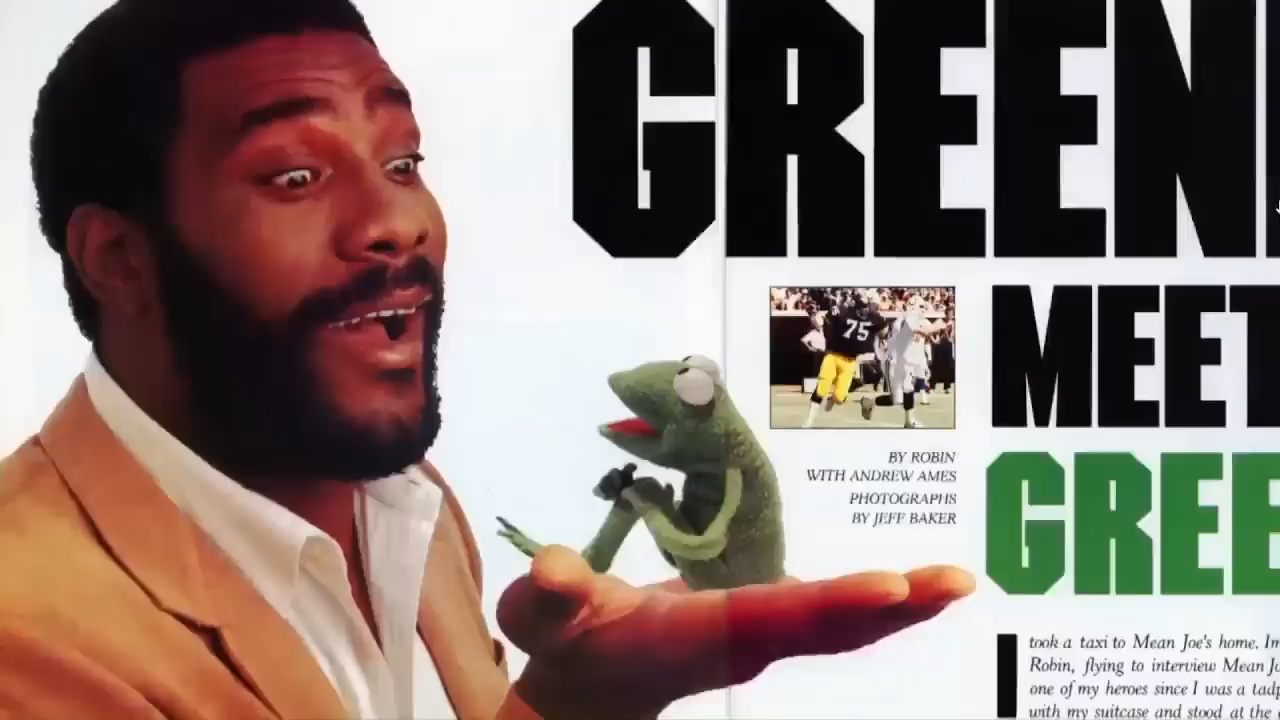 GREEN
75
MEET
BY ROBIN
WITH ANDREW AMES
PHOTOGRAPHS
BY JEFF BAKER
GREE
I took a taxi to Mean Joe's home. Im
Robin, flying to interview Mean Jo
one of my heroes since I was a tadp
with my suitcase and stood at the